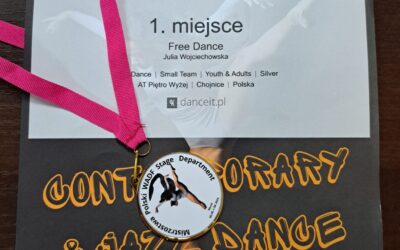 1. miejsce
Free Dance
Julia Wojciechowska
Dance | Small Team | Youth & Adults | Silver
AT Piętro Wyżej | Chojnice | Polska
danceit.pl
Mistrzostwa Polski WADF Stage Department
CONT ORARY
& JAZZ DANCE